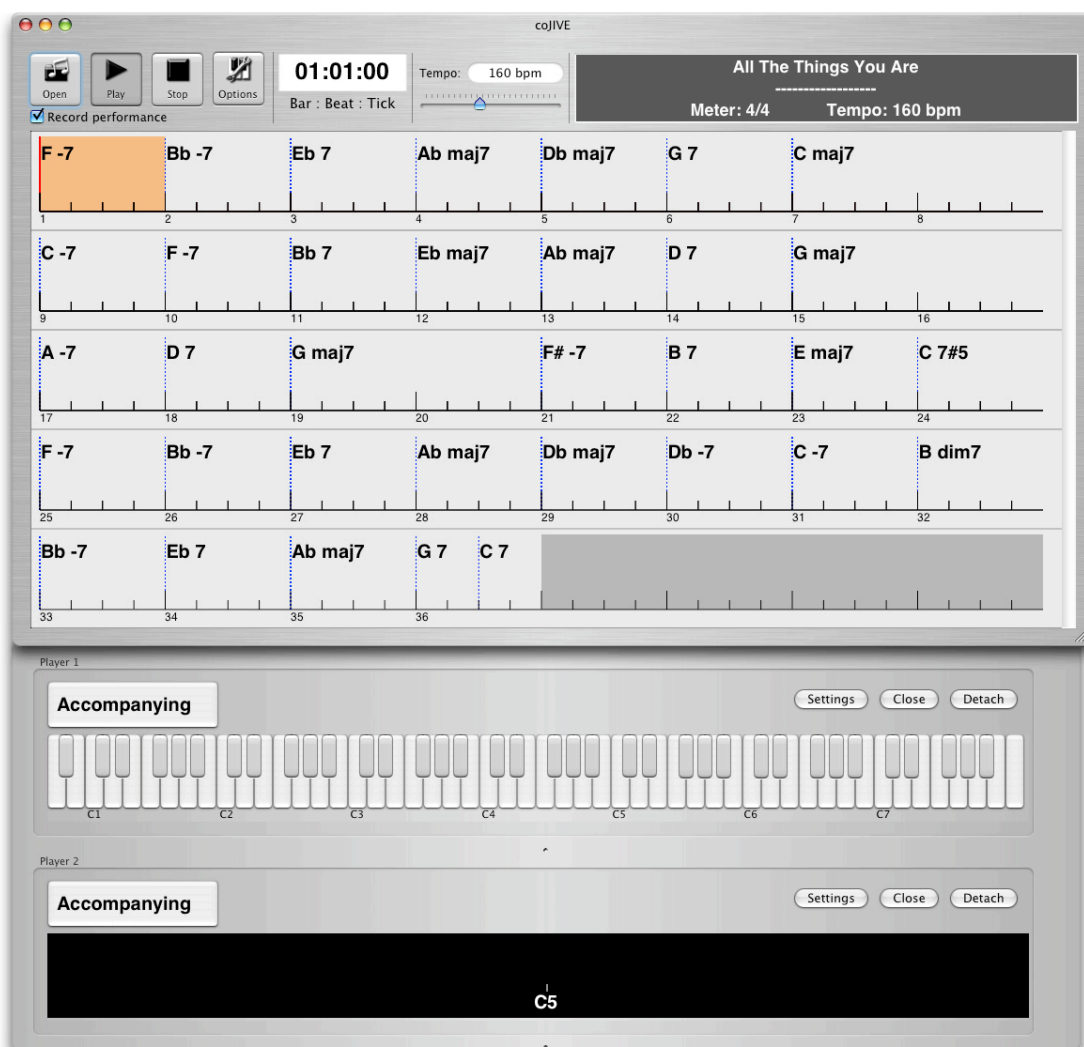 coJIVE
Open Play Stop Options
01:01:00
Bar : Beat : Tick
Tempo: 160 bpm
All The Things You Are
------------------
Meter: 4/4 Tempo: 160 bpm
Record performance
F -7 Bb -7 Eb 7 Ab maj7 Db maj7 G 7 C maj7
1 2 3 4 5 6 7 8
C -7 F -7 Bb 7 Eb maj7 Ab maj7 D 7 G maj7
9 10 11 12 13 14 15 16
A -7 D 7 G maj7 F# -7 B 7 E maj7 C 7#5
17 18 19 20 21 22 23 24
F -7 Bb -7 Eb 7 Ab maj7 Db maj7 Db -7 C -7 B dim7
25 26 27 28 29 30 31 32
Bb -7 Eb 7 Ab maj7 G 7 C 7
33 34 35 36
Player 1
Accompanying Settings Close Detach
C1 C2 C3 C4 C5 C6 C7
Player 2
Accompanying Settings Close Detach
C5